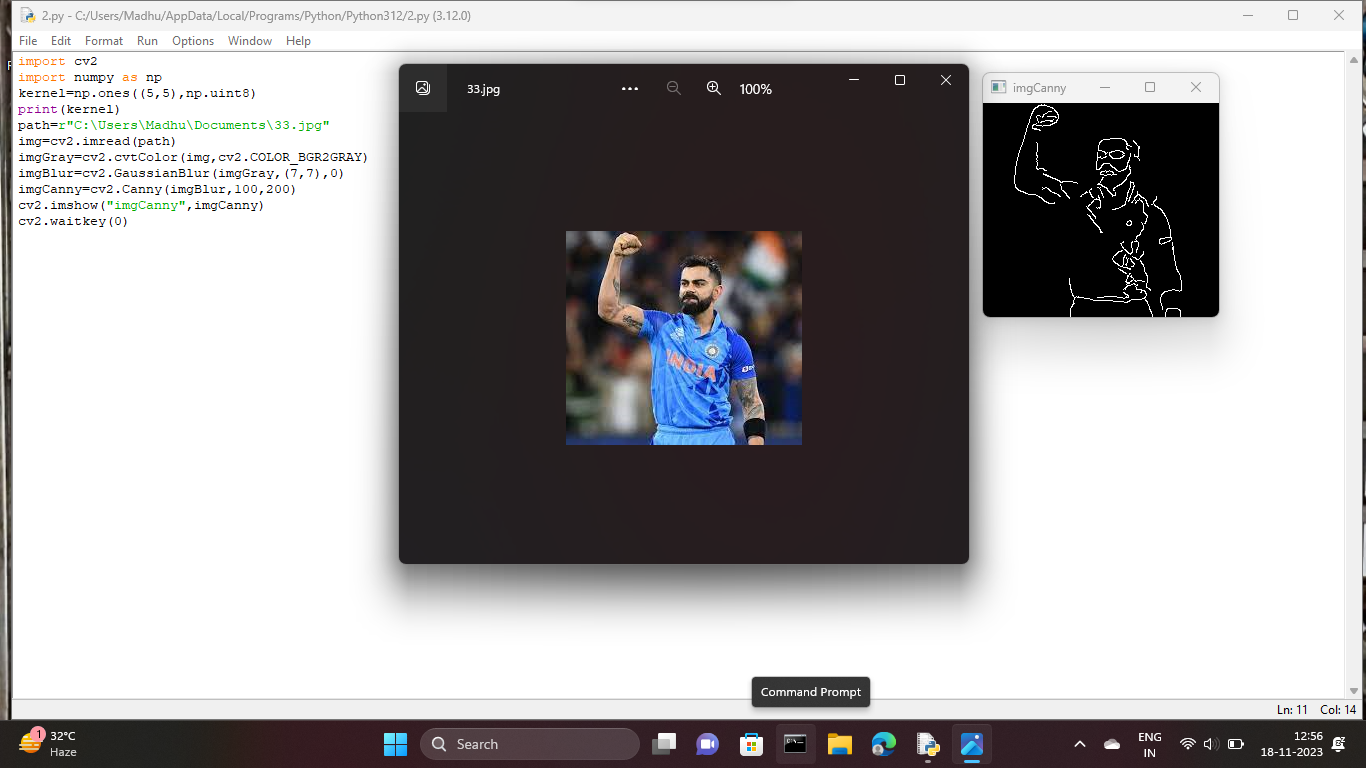 2.py - C:/Users/Madhu/AppData/Local/Programs/Python/Python312/2.py (3.12.0)
File Edit Format Run Options Window Help
import cv2
import numpy as np
kernel=np.ones((5,5),np.uint8)
print(kernel)
path=r"C:\Users\Madhu\Documents\33.jpg"
img=cv2.imread(path)
imgGray=cv2.cvtColor(img,cv2.COLOR_BGR2GRAY)
imgBlur=cv2.GaussianBlur(imgGray,(7,7),0)
imgCanny=cv2.Canny(imgBlur,100,200)
cv2.imshow("imgCanny",imgCanny)
cv2.waitkey(0)
33.jpg
100%
INDIA
imgCanny
Command Prompt
Ln: 11 Col: 14
1
32°C
Haze
Search
ENG
IN
12:56
18-11-2023